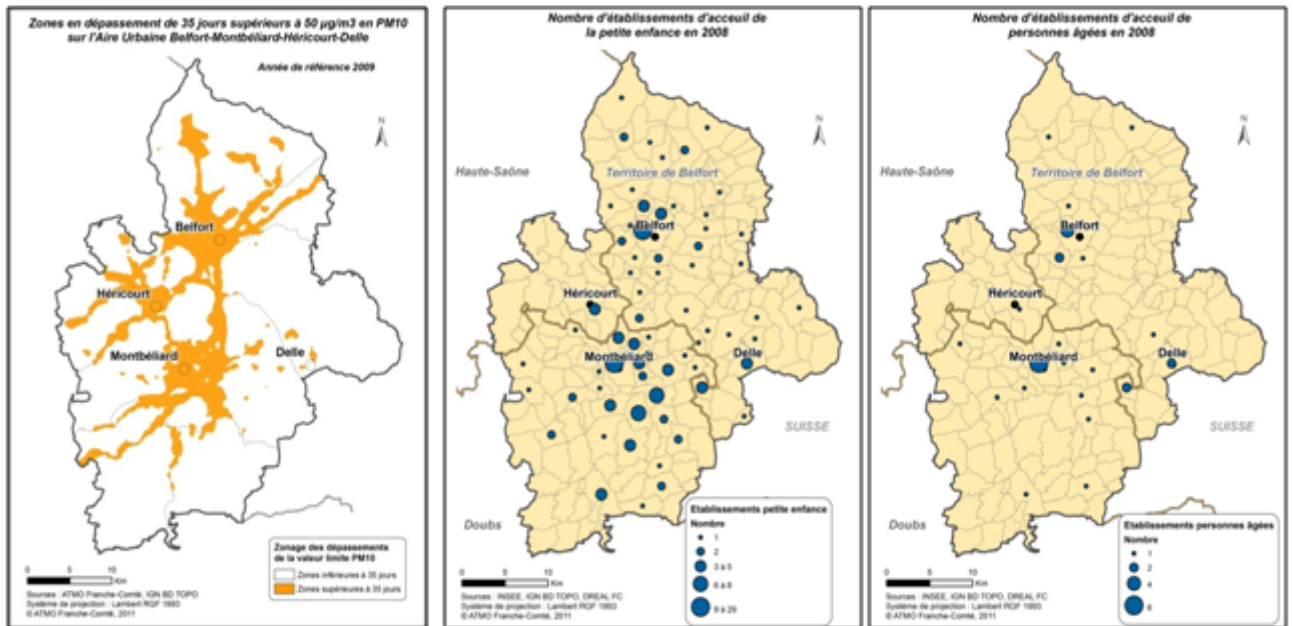 Zones en dépassement de 35 jours supérieurs à 50 µg/m3 en PM10
sur l'Aire Urbaine Belfort-Montbéliard-Héricourt-Delle
Année de référence 2009
N
Belfort
Héricourt
Montbéliard
Delle
Zonage des dépassements
de la valeur limite PM10
Zones inférieures à 35 jours
Zones supérieures à 35 jours
0 5 10
Km
Sources : ATMO Franche-Comté, IGN BD TOPO
Système de projection : Lambert RGF 1993
© ATMO Franche-Comté, 2011
Nombre d'établissements d'acceuil de
la petite enfance en 2008
N
Haute-Saône
Territoire de Belfort
Belfort
Héricourt
Montbéliard
Delle
SUISSE
Doubs
Etablissements petite enfance
Nombre
1
2
3 à 5
6 à 8
9 à 29
0 5 10
Km
Sources : INSEE, IGN BD TOPO, DREAL FC
Système de projection : Lambert RGF 1993
© ATMO Franche-Comté, 2011
Nombre d'établissements d'acceuil de
personnes âgées en 2008
N
Haute-Saône
Territoire de Belfort
Belfort
Héricourt
Montbéliard
Delle
SUISSE
Doubs
Etablissements personnes âgées
Nombre
1
2
4
6
0 5 10
Km
Sources : INSEE, IGN BD TOPO, DREAL FC
Système de projection : Lambert RGF 1993
© ATMO Franche-Comté, 2011